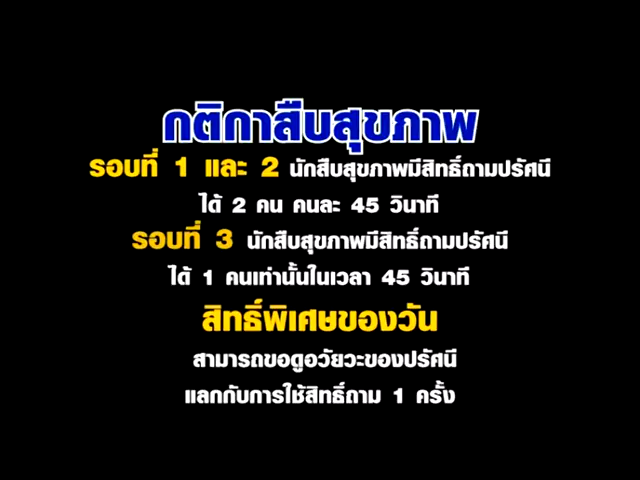 กติกาสืบสุขภาพ
รอบที่ 1 และ 2 นักสืบสุขภาพมีสิทธิ์ถามปรัศนี
ได้ 2 คน คนละ 45 วินาที
รอบที่ 3 นักสืบสุขภาพมีสิทธิ์ถามปรัศนี
ได้ 1 คนเท่านั้นในเวลา 45 วินาที
สิทธิ์พิเศษของวัน
สามารถขอดูอวัยวะของปรัศนี
แลกกับการใช้สิทธิ์ถาม 1 ครั้ง